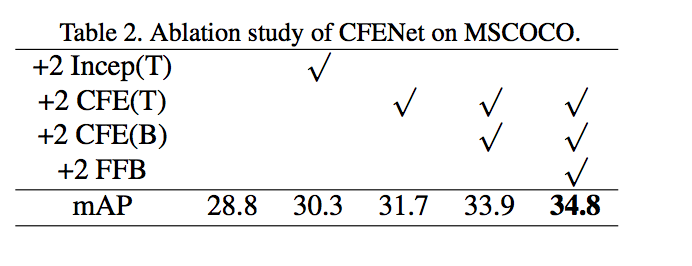 Table 2. Ablation study of CFENet on MSCOCO.
+2 Incep(T) √
+2 CFE(T) √ √ √
+2 CFE(B) √ √
+2 FFB √
mAP 28.8 30.3 31.7 33.9 34.8